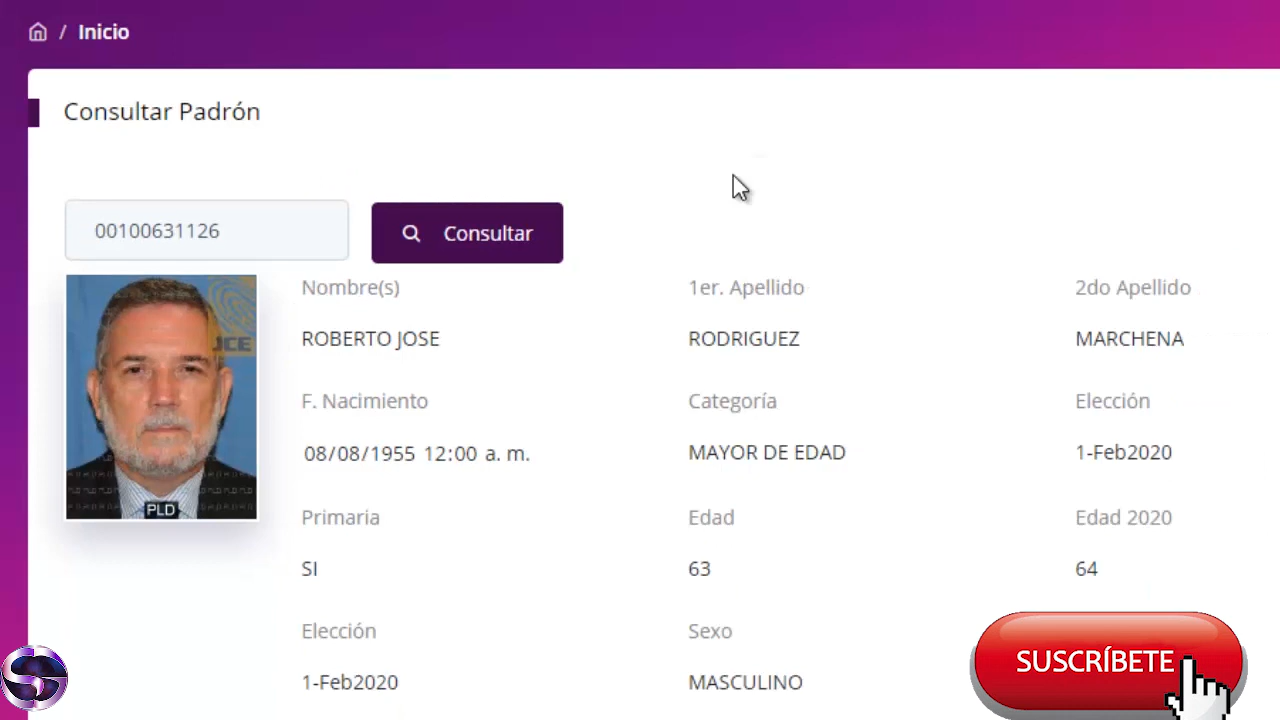 / Inicio
Consultar Padrón
00100631126
Consultar
JCE
PLD
Nombre(s) 1er. Apellido 2do Apellido
ROBERTO JOSE RODRIGUEZ MARCHENA
F. Nacimiento Categoría Elección
08/08/1955 12:00 a. m. MAYOR DE EDAD 1-Feb2020
Primaria Edad Edad 2020
SI 63 64
Elección Sexo
1-Feb2020 MASCULINO
SUSCRÍBETE